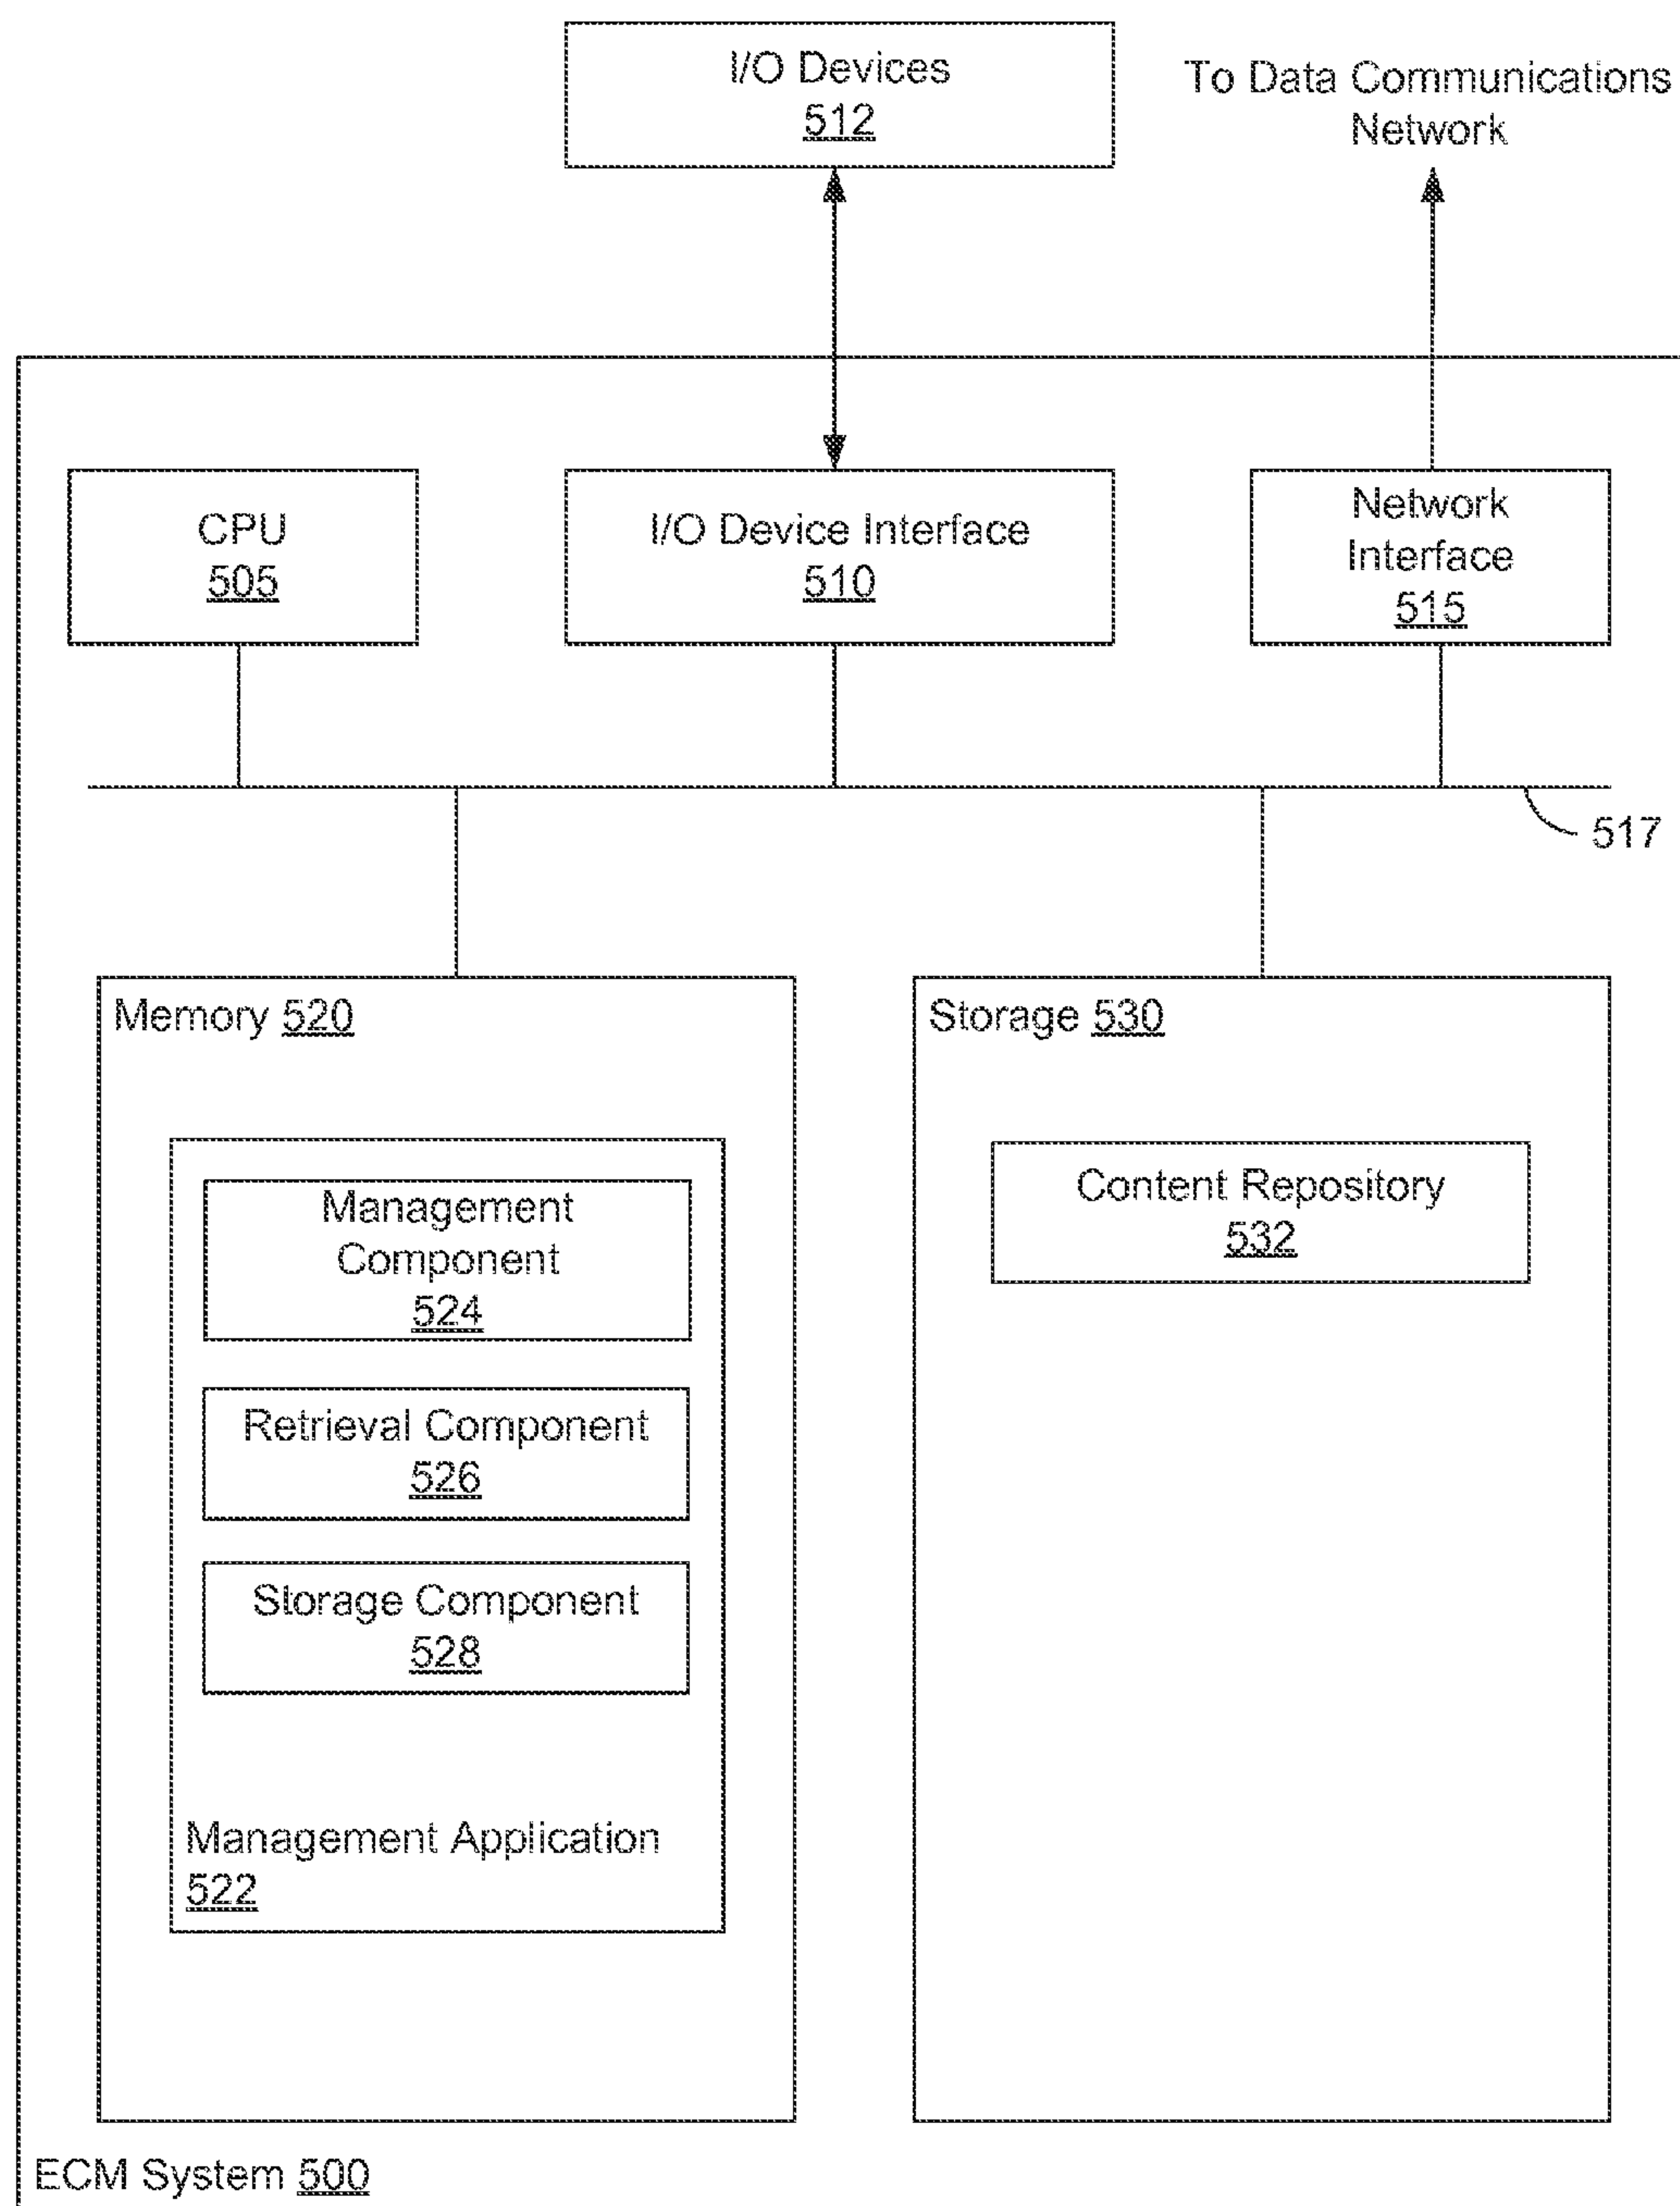 I/O Devices
512
To Data Communications
Network
CPU
505
I/O Device Interface
510
Network
Interface
515
517
Memory 520
Management
Component
524
Retrieval Component
526
Storage Component
528
Management Application
522
Storage 530
Content Repository
532
ECM System 500